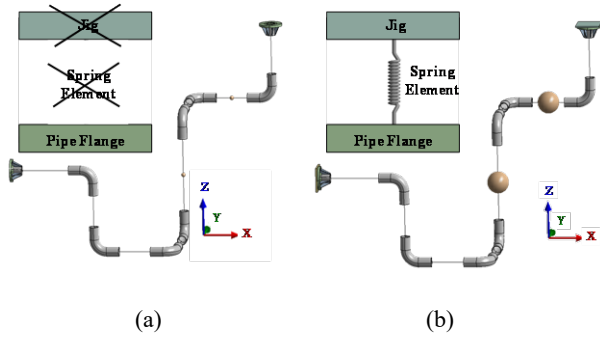 Jig
Spring
Element
Pipe Flange
Z
Y
X
(a)
Jig
Spring
Element
Pipe Flange
Z
Y
X
(b)